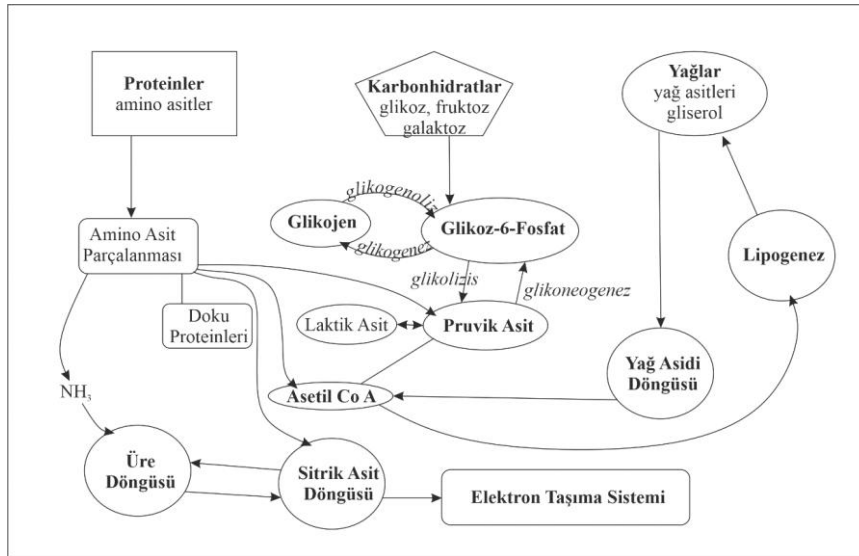 Proteinler
amino asitler
Karbonhidratlar
glikoz, fruktoz
galaktoz
Yağlar
yağ asitleri
gliserol
glikogenoliz
Glikojen
Glikoz-6-Fosfat
glikogenez
Amino Asit
Parçalanması
Lipogenez
glikolizis
glikoneogenez
Doku
Proteinleri
Laktik Asit
Pruvik Asit
Yağ Asidi
Döngüsü
NH₃
Asetil Co A
Üre
Döngüsü
Sitrik Asit
Döngüsü
Elektron Taşıma Sistemi